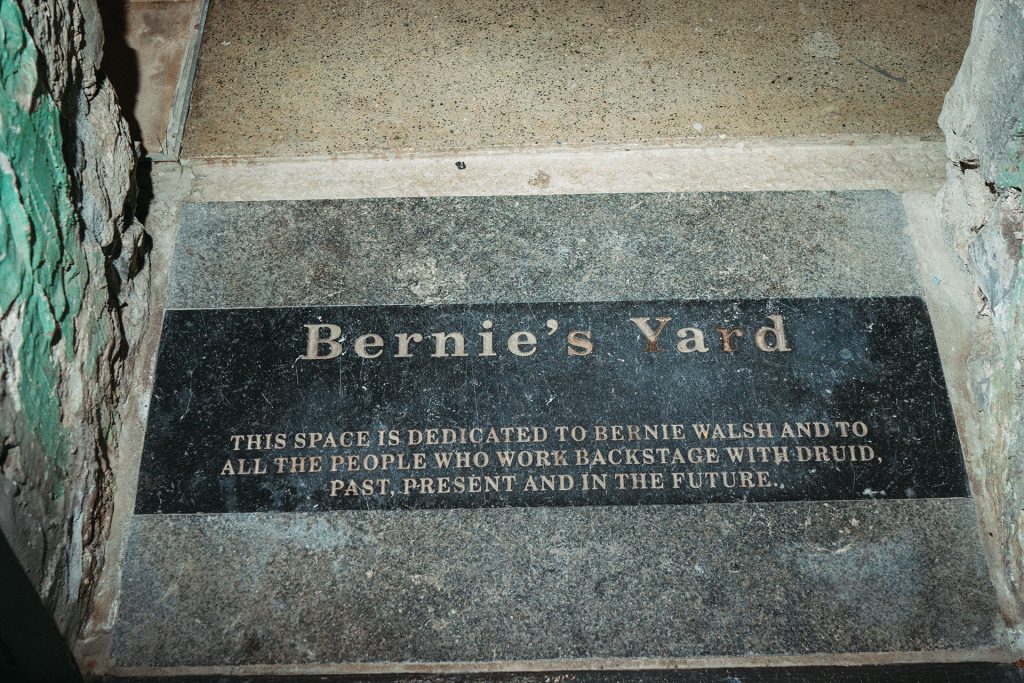 Bernie's Yard
THIS SPACE IS DEDICATED TO BERNIE WALSH AND TO
ALL THE PEOPLE WHO WORK BACKSTAGE WITH DRUID,
PAST, PRESENT AND IN THE FUTURE.